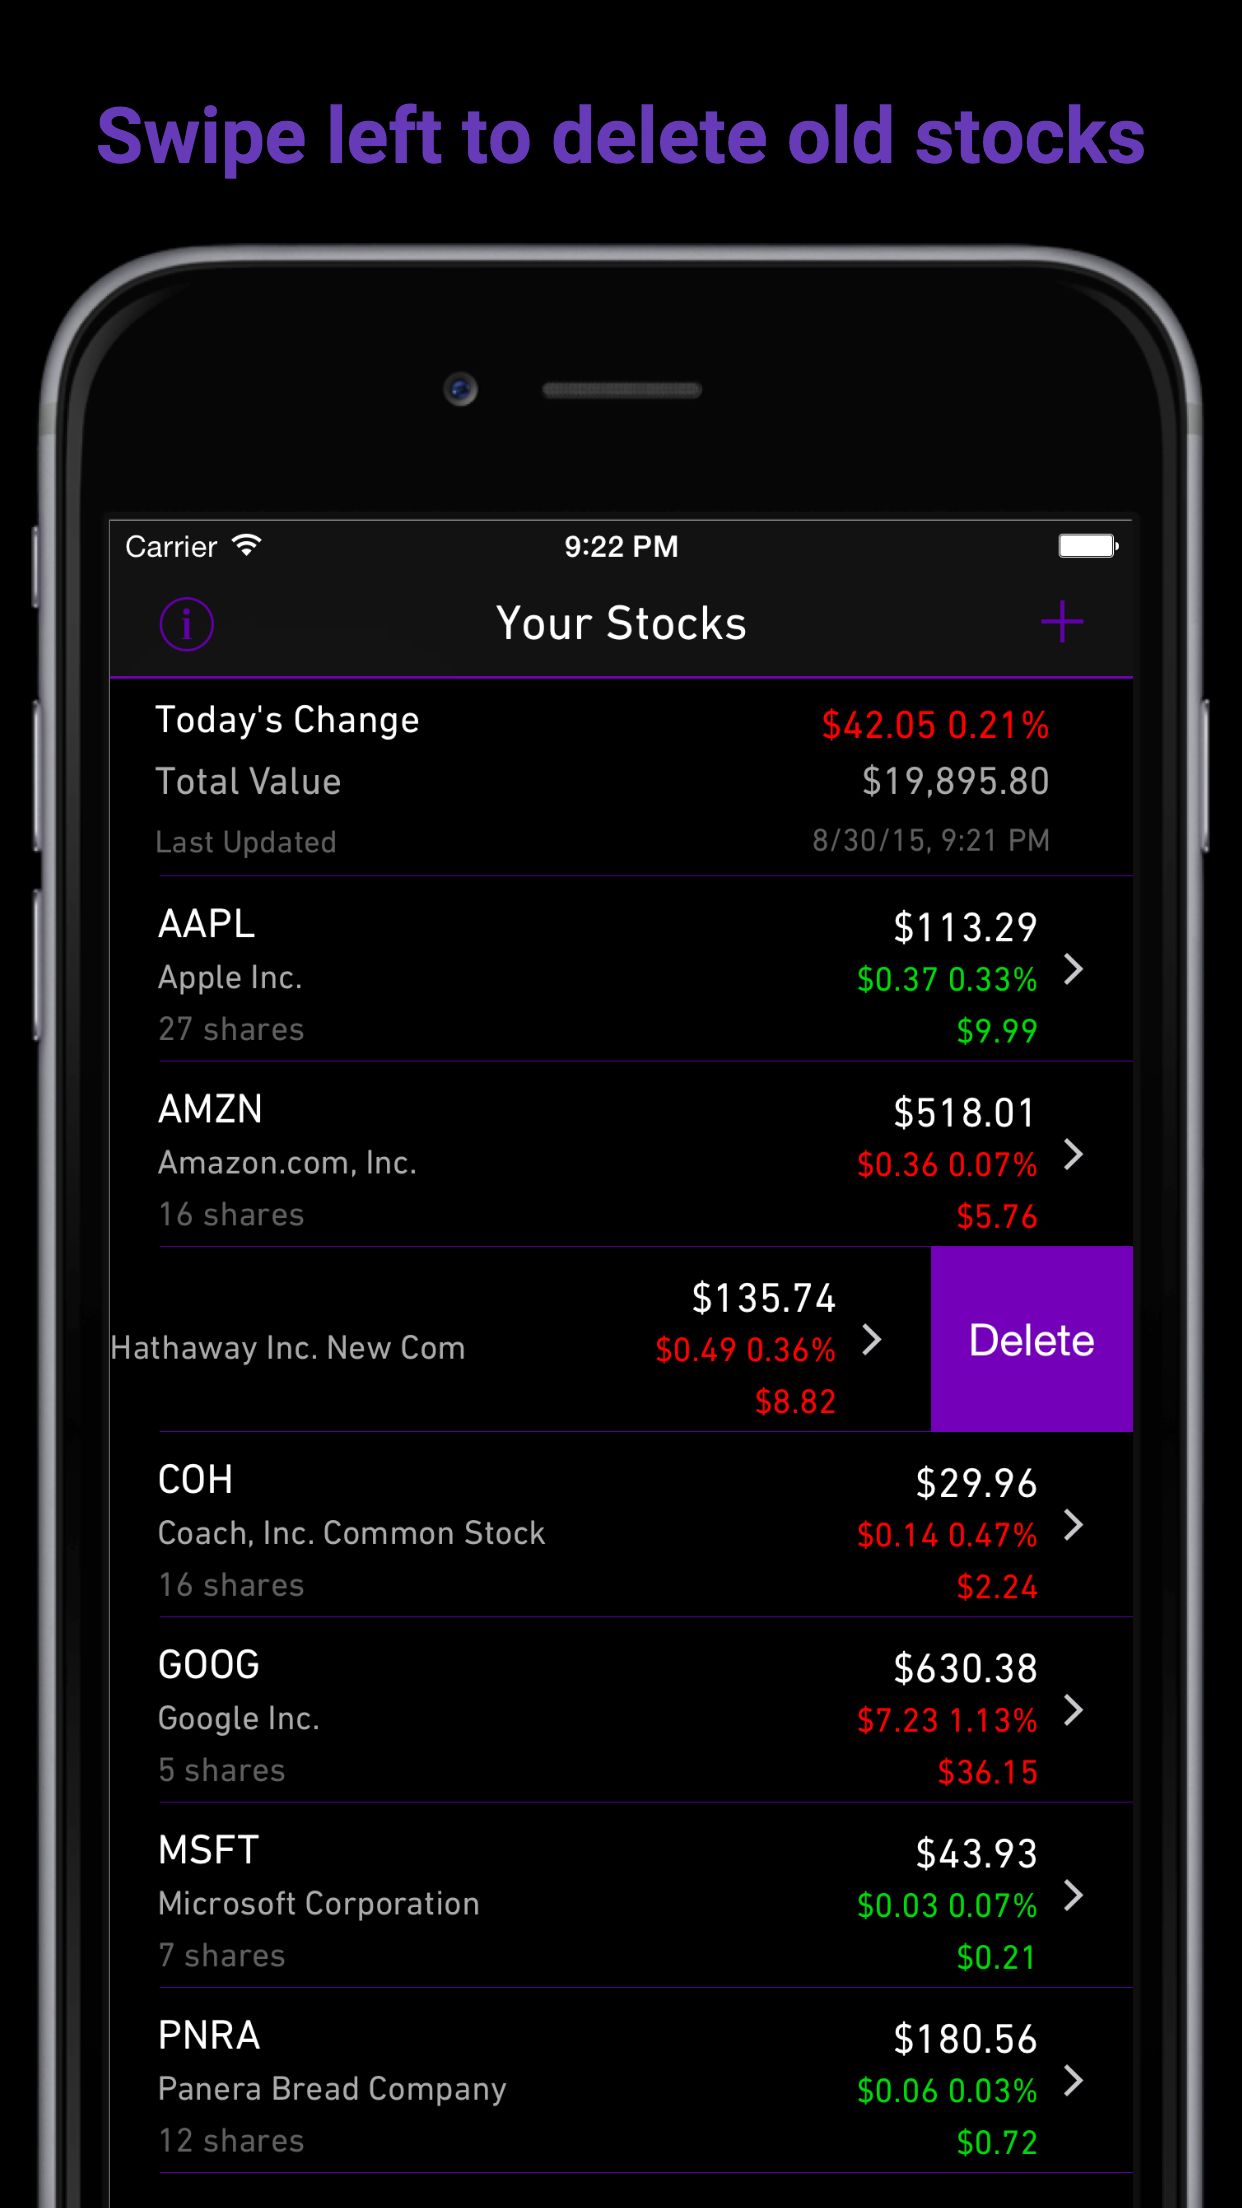 Swipe left to delete old stocks
Carrier 9:22 PM
i Your Stocks +
Today's Change $42.05 0.21%
Total Value $19,895.80
Last Updated 8/30/15, 9:21 PM
AAPL $113.29
Apple Inc. $0.37 0.33%
27 shares $9.99
AMZN $518.01
Amazon.com, Inc. $0.36 0.07%
16 shares $5.76
$135.74
Hathaway Inc. New Com $0.49 0.36% Delete
$8.82
COH $29.96
Coach, Inc. Common Stock $0.14 0.47%
16 shares $2.24
GOOG $630.38
Google Inc. $7.23 1.13%
5 shares $36.15
MSFT $43.93
Microsoft Corporation $0.03 0.07%
7 shares $0.21
PNRA $180.56
Panera Bread Company $0.06 0.03%
12 shares $0.72